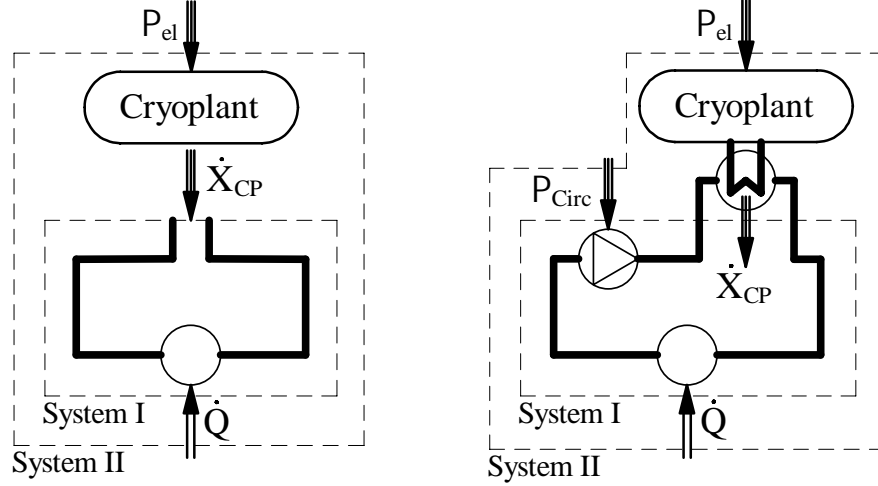 P_el
Cryoplant
Ẋ_CP
Q̇
System I
System II
P_el
Cryoplant
P_Circ
Ẋ_CP
Q̇
System I
System II